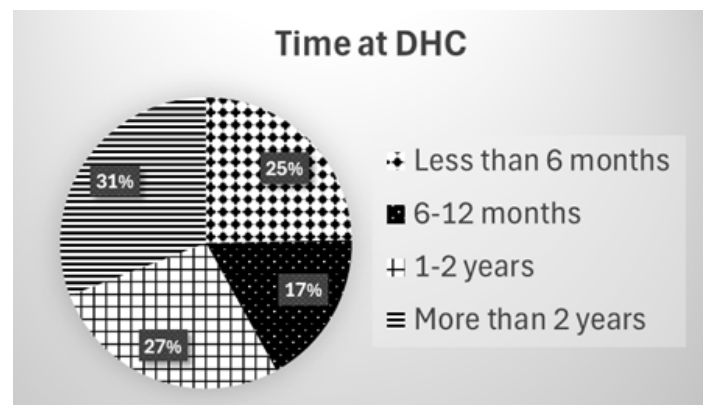 Time at DHC
25%
31%
17%
27%
Less than 6 months
6-12 months
1-2 years
More than 2 years